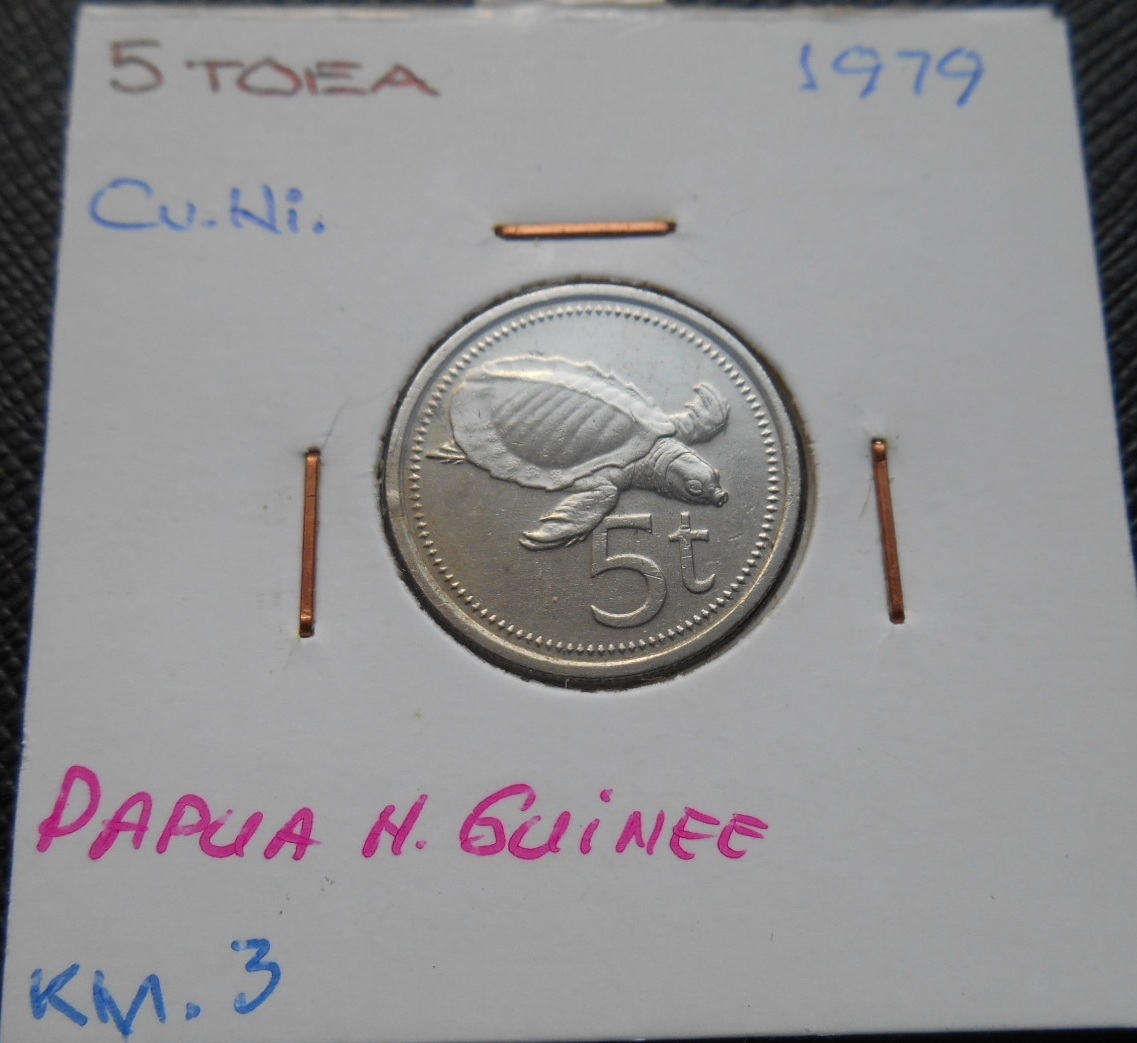 5 TOEA
1979
Cu.Ni.
5t
PAPUA N. GUiNEE
KM. 3